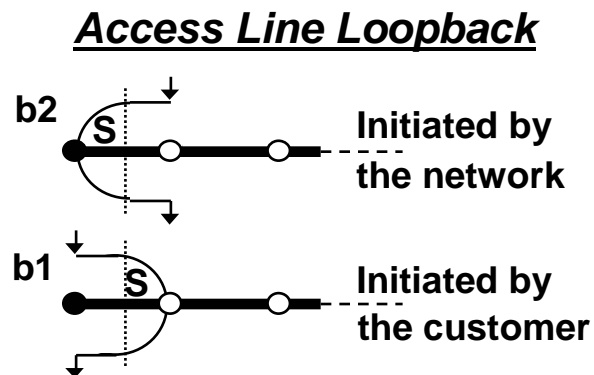 Access Line Loopback
b2
S
Initiated by
the network
b1
S
Initiated by
the customer